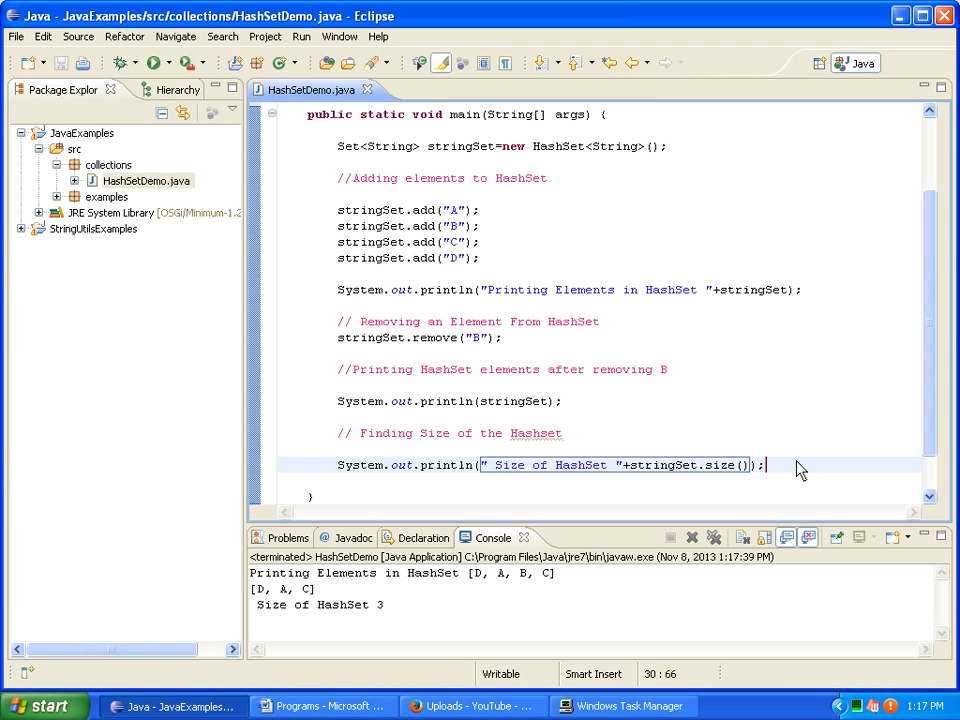 Java - JavaExamples/src/collections/HashSetDemo.java - Eclipse
File Edit Source Refactor Navigate Search Project Run Window Help
Java
Package Explor Hierarchy
HashSetDemo.java
JavaExamples
src
collections
HashSetDemo.java
examples
JRE System Library [OSGi/Minimum-1.2
StringUtilsExamples
public static void main(String[] args) {
Set<String> stringSet=new HashSet<String>();
//Adding elements to HashSet
stringSet.add("A");
stringSet.add("B");
stringSet.add("C");
stringSet.add("D");
System.out.println("Printing Elements in HashSet "+stringSet);
// Removing an Element From HashSet
stringSet.remove("B");
//Printing HashSet elements after removing B
System.out.println(stringSet);
// Finding Size of the Hashset
System.out.println(" Size of HashSet "+stringSet.size());
}
Problems @ Javadoc Declaration Console
<terminated> HashSetDemo [Java Application] C:\Program Files\Java\jre7\bin\javaw.exe (Nov 8, 2013 1:17:39 PM)
Printing Elements in HashSet [D, A, B, C]
[D, A, C]
Size of HashSet 3
Writable Smart Insert 30 : 66
start Java - JavaExamples... Programs - Microsoft ... Uploads - YouTube - ... Windows Task Manager 1:17 PM